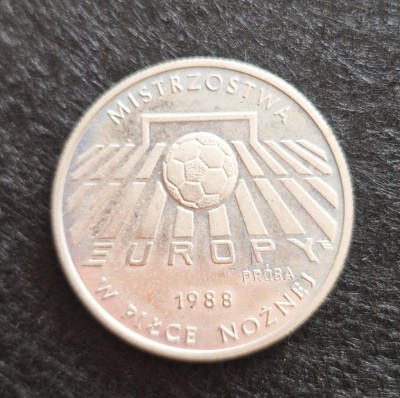 MISTRZOSTWA
EUROPY
PRÓBA
1988
W PIŁCE NOŻNEJ